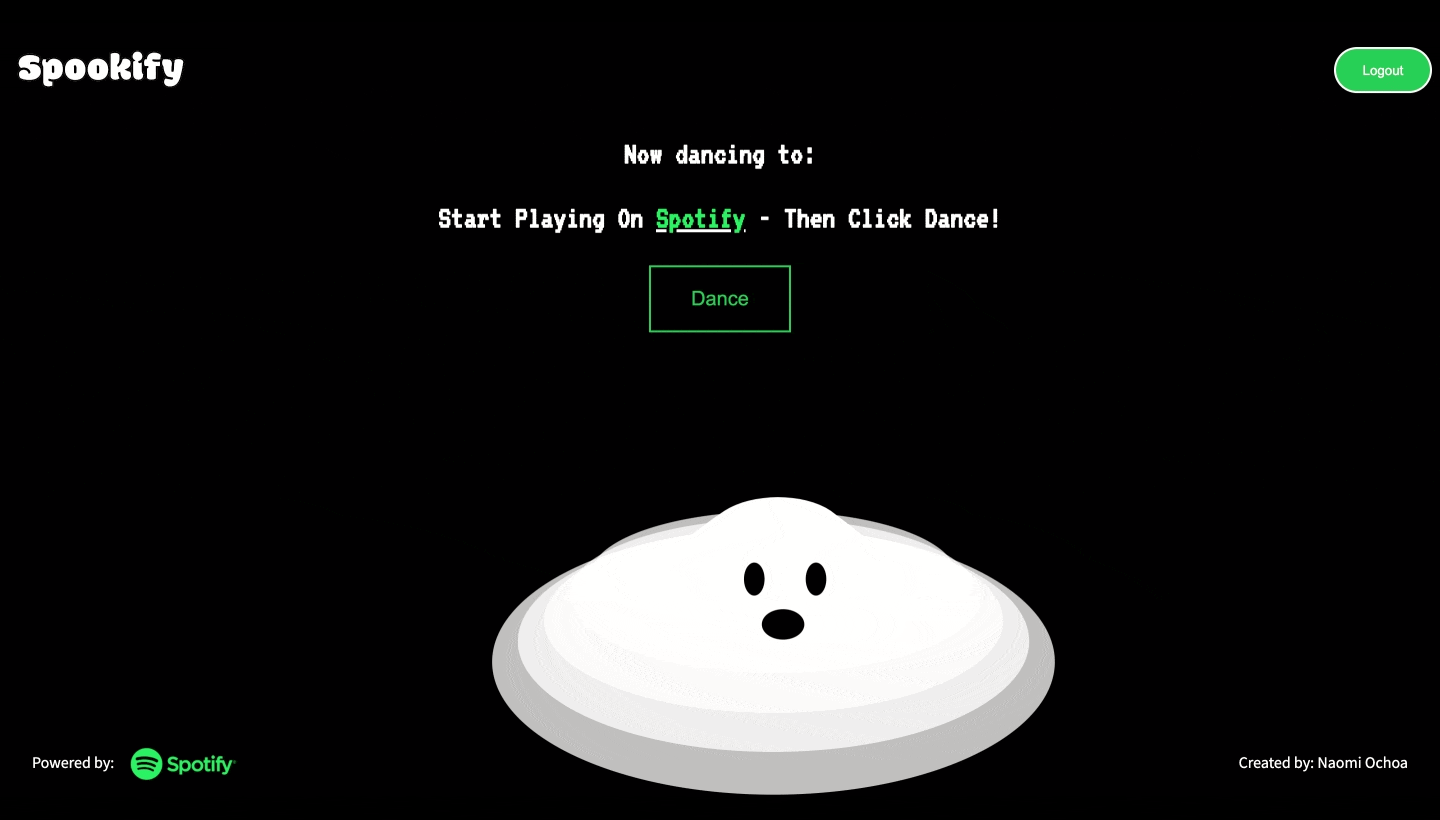 Spookify
Logout
Now dancing to:
Start Playing On Spotify - Then Click Dance!
Dance
Powered by: Spotify
Created by: Naomi Ochoa